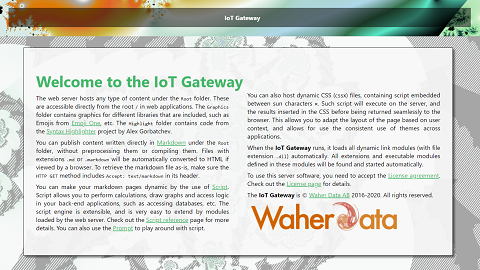 IoT Gateway
Welcome to the IoT Gateway
The web server hosts any type of content under the Root folder. These
are accessible directly from the root / in web applications. The Graphics
folder contains graphics for different libraries that are included, such as
Emojis from Emoji One, etc. The Highlight folder contains code from
the Syntax Highlighter project by Alex Gorbatchev.
You can publish content written directly in Markdown under the Root
folder, without preprocessing them or compiling them. Files with
extensions .md or .markdown will be automatically converted to HTML if
viewed by a browser. To retrieve the markdown file as-is, make sure the
HTTP GET method includes Accept: text/markdown in its header.
You can make your markdown pages dynamic by the use of Script.
Script allows you to perform calculations, draw graphs and access logic
in your back-end applications, such as accessing databases, etc. The
script engine is extensible, and is very easy to extend by modules
loaded by the web server. Check out the Script reference page for more
details. You can also use the Prompt to play around with script.
You can also host dynamic CSS (cssx) files, containing script embedded
between sun characters ¤. Such script will execute on the server, and
the results inserted in the CSS before being returned seamlessly to the
browser. This allows you to adapt the layout of the page based on user
context, and allows for use the consistent use of themes across
applications.
When the IoT Gateway runs, it loads all dynamic link modules (with file
extension .dll) automatically. All extensions and executable modules
defined in these modules will be found and started automatically.
To use this server software, you need to accept the License agreement.
Check out the License page for details.
The IoT Gateway is © Waher Data AB 2016-2020. All rights reserved.
Waher Data